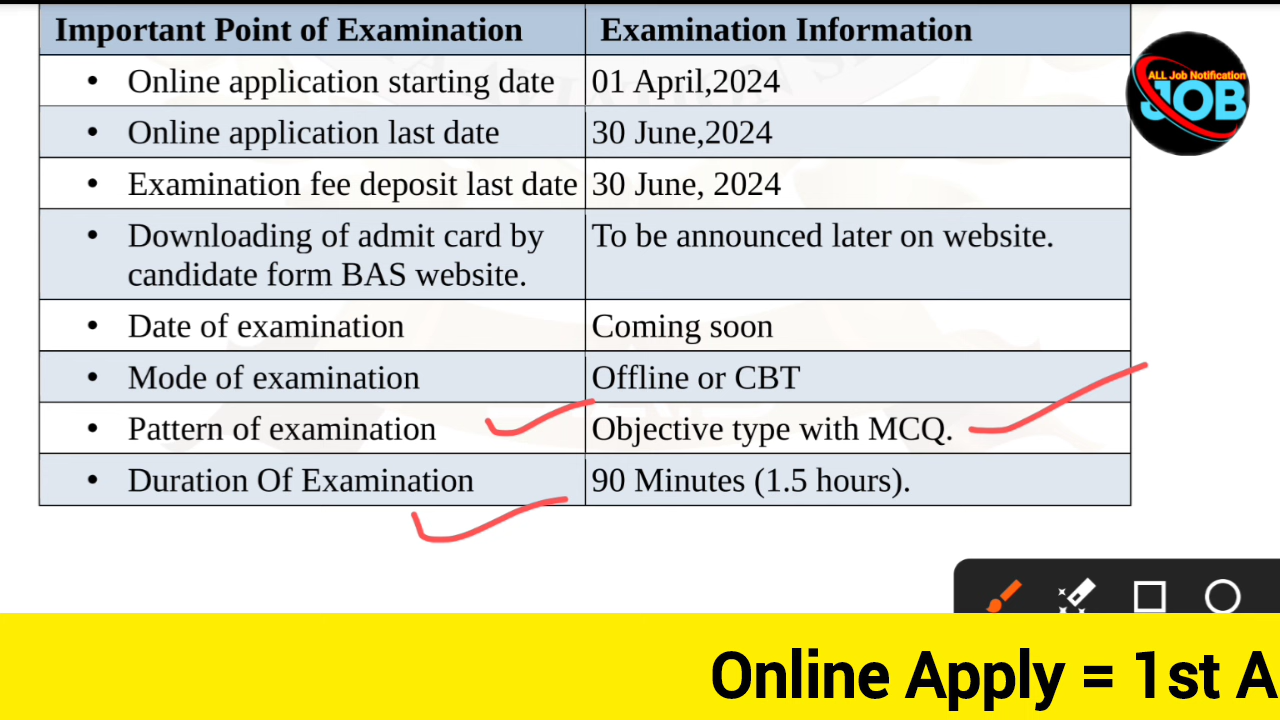 Important Point of Examination Examination Information
• Online application starting date 01 April,2024
ALL Job Notification
JOB
• Online application last date 30 June,2024
• Examination fee deposit last date 30 June, 2024
• Downloading of admit card by To be announced later on website.
candidate form BAS website.
• Date of examination Coming soon
• Mode of examination Offline or CBT
• Pattern of examination Objective type with MCQ.
• Duration Of Examination 90 Minutes (1.5 hours).
Online Apply = 1st A